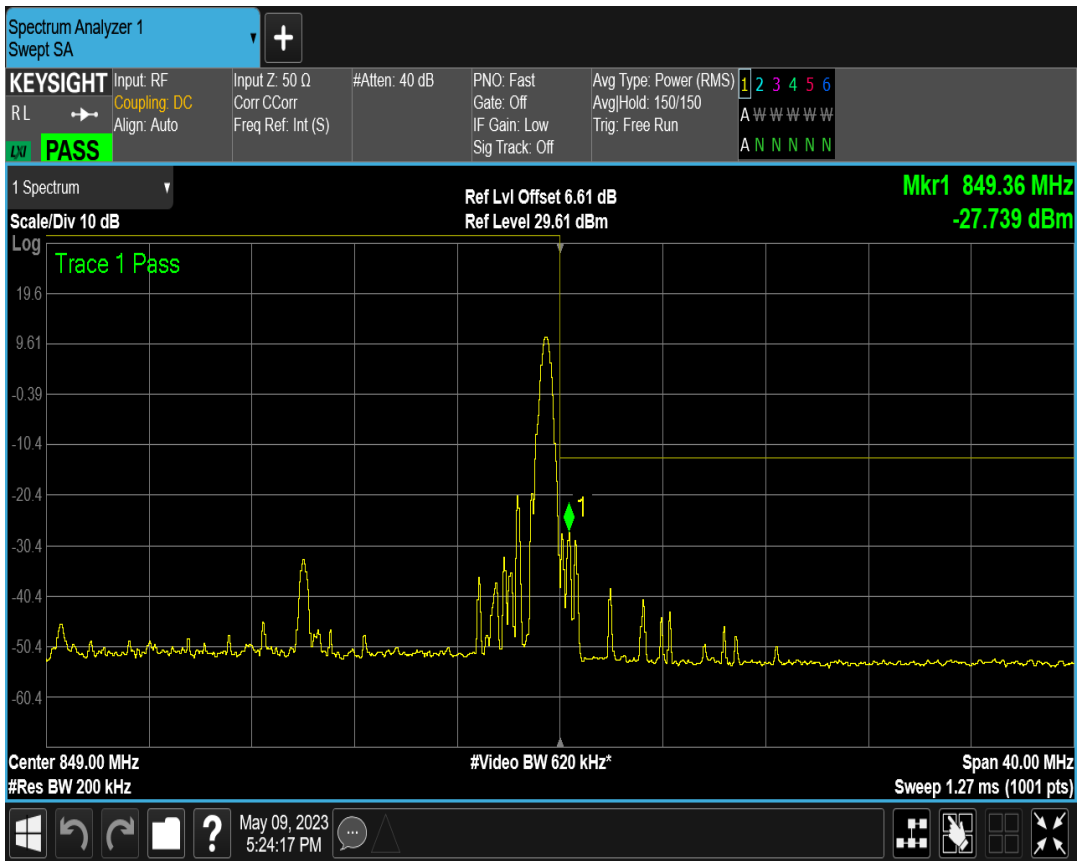 Spectrum Analyzer 1
Swept SA
+
KEYSIGHT
RL
LXI PASS
Input: RF
Coupling: DC
Align: Auto
Input Z: 50 Ω
Corr CCorr
Freq Ref: Int (S)
#Atten: 40 dB
PNO: Fast
Gate: Off
IF Gain: Low
Sig Track: Off
Avg Type: Power (RMS)
Avg|Hold: 150/150
Trig: Free Run
1 2 3 4 5 6
A W W W W W
A N N N N N
1 Spectrum
Scale/Div 10 dB
Ref Lvl Offset 6.61 dB
Ref Level 29.61 dBm
Mkr1 849.36 MHz
-27.739 dBm
Log
Trace 1 Pass
19.6
9.61
-0.39
-10.4
-20.4
1
-30.4
-40.4
-50.4
-60.4
Center 849.00 MHz
#Res BW 200 kHz
#Video BW 620 kHz*
Span 40.00 MHz
Sweep 1.27 ms (1001 pts)
?
May 09, 2023
5:24:17 PM